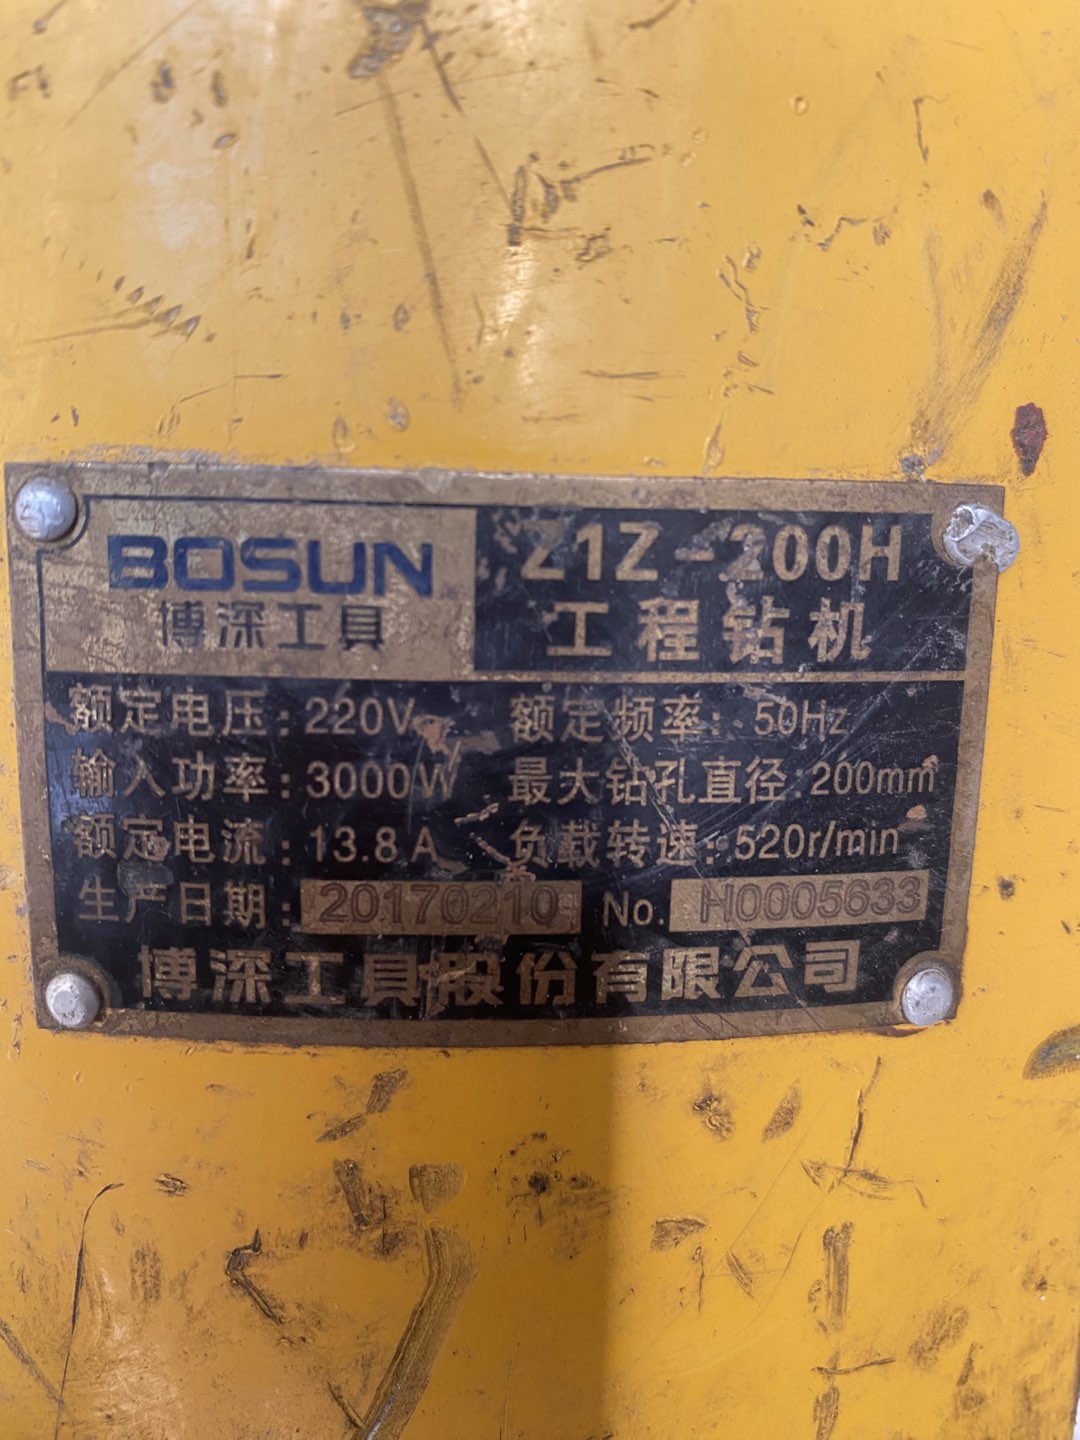 BOSUN
博深工具
Z1Z-200H
工程钻机
额定电压:220V 额定频率:50Hz
输入功率:3000W 最大钻孔直径:200mm
额定电流:13.8A 负载转速:520r/min
生产日期:20170210 No. H0005633
博深工具股份有限公司